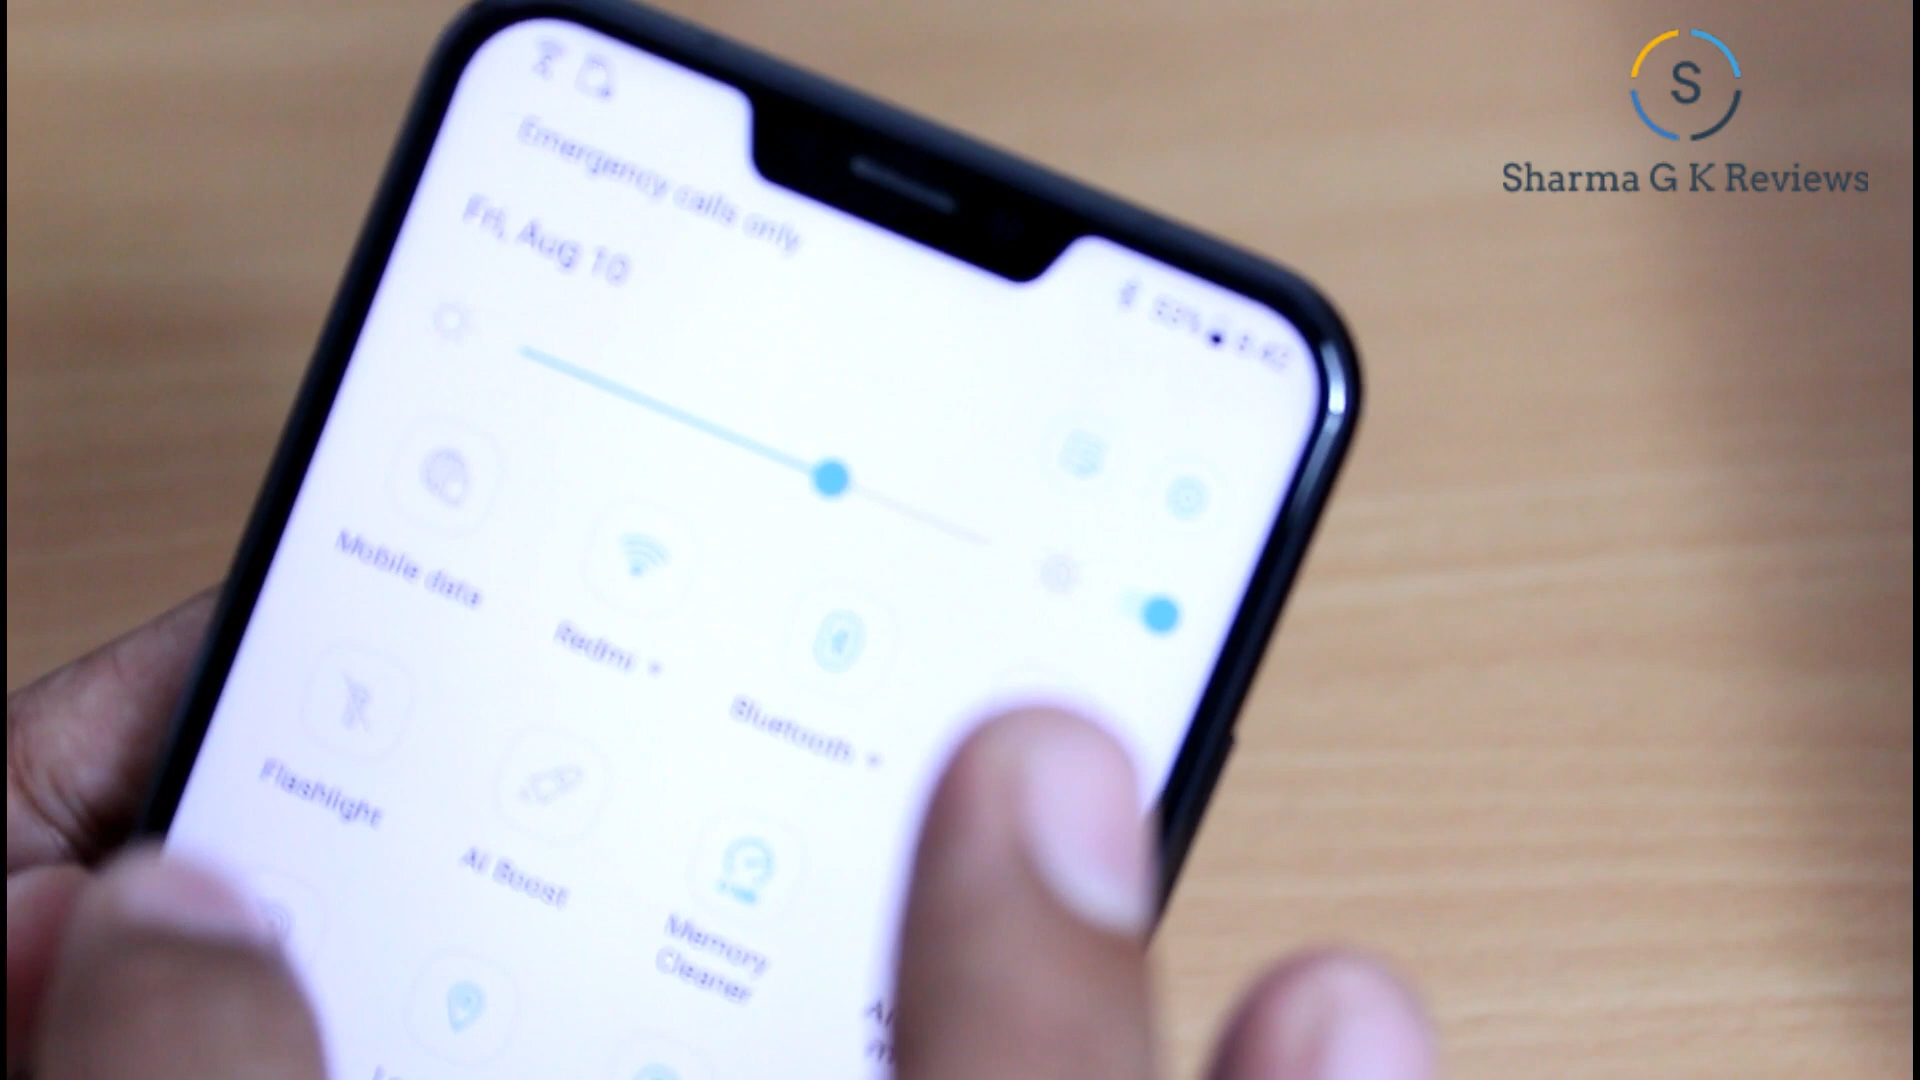 S
Sharma G K Reviews
Emergency calls only
Fri, Aug 10
Mobile data
Redmi
Bluetooth
Flashlight
AI Boost
Memory
Cleaner